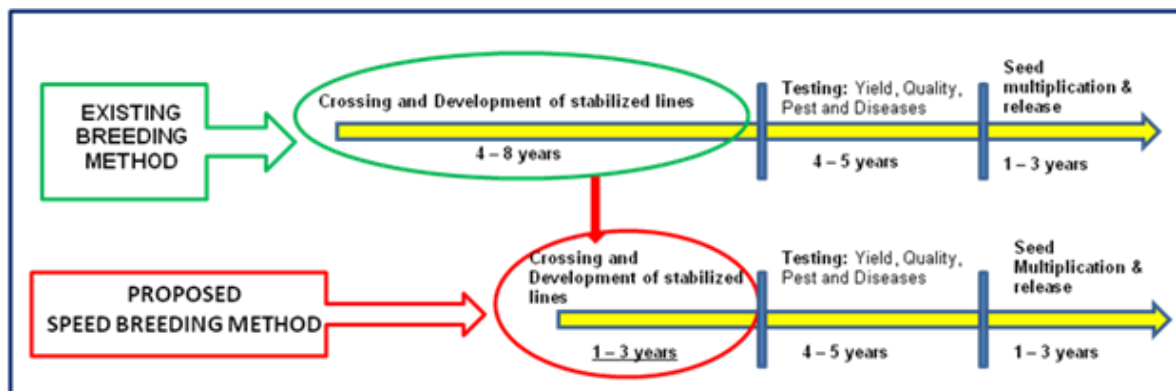 EXISTING
BREEDING
METHOD
Crossing and Development of stabilized lines
4 – 8 years
Testing: Yield, Quality,
Pest and Diseases
4 – 5 years
Seed
multiplication &
release
1 – 3 years
PROPOSED
SPEED BREEDING METHOD
Crossing and
Development of stabilized
lines
1 – 3 years
Testing: Yield, Quality,
Pest and Diseases
4 – 5 years
Seed
Multiplication &
release
1 – 3 years